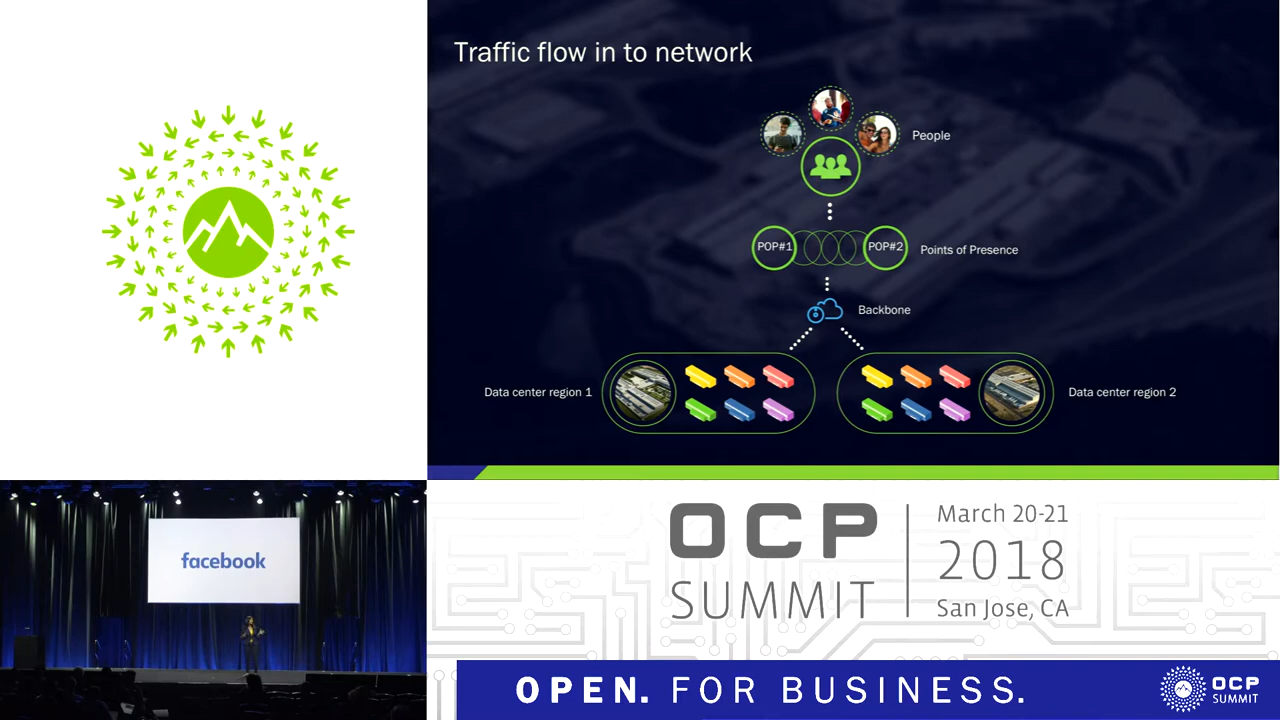 Traffic flow in to network
People
POP#1
POP#2
Points of Presence
Backbone
Data center region 1
Data center region 2
facebook
OCP
SUMMIT
March 20-21
2018
San Jose, CA
OPEN. FOR BUSINESS.
OCP
SUMMIT